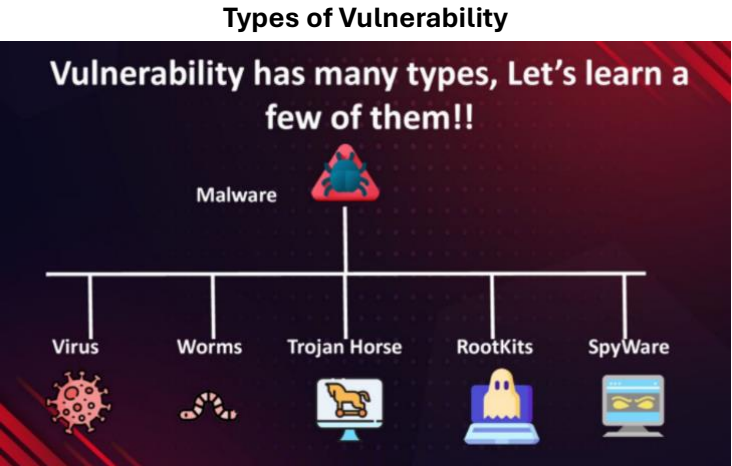 Types of Vulnerability
Vulnerability has many types, Let's learn a
few of them!!
Malware
Virus
Worms
Trojan Horse
RootKits
SpyWare